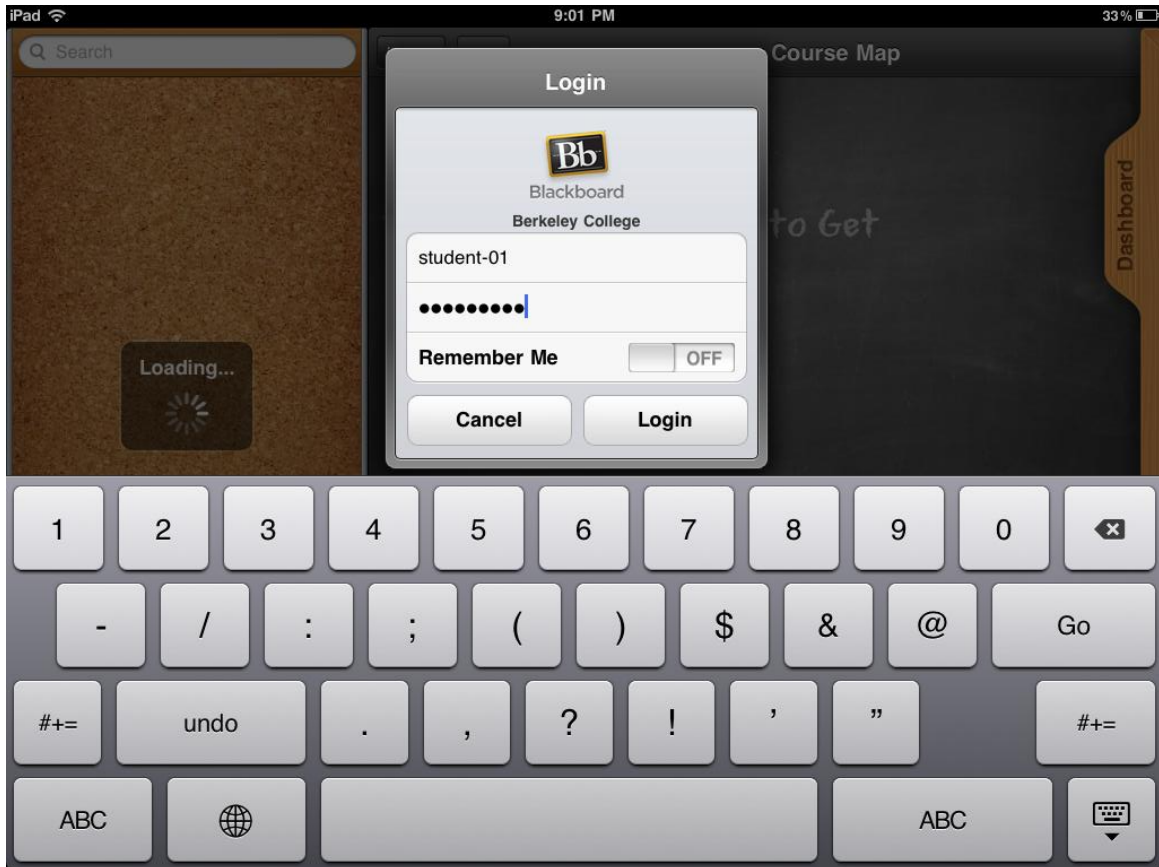 iPad 9:01 PM 33%
Search
Course Map
Login
Bb
Blackboard
Berkeley College
to Get
Dashboard
student-01
•••••••••
Remember Me OFF
Loading...
Cancel Login
1 2 3 4 5 6 7 8 9 0
- / : ; ( ) $ & @ Go
#+= undo . , ? ! ’ ” #+=
ABC ABC